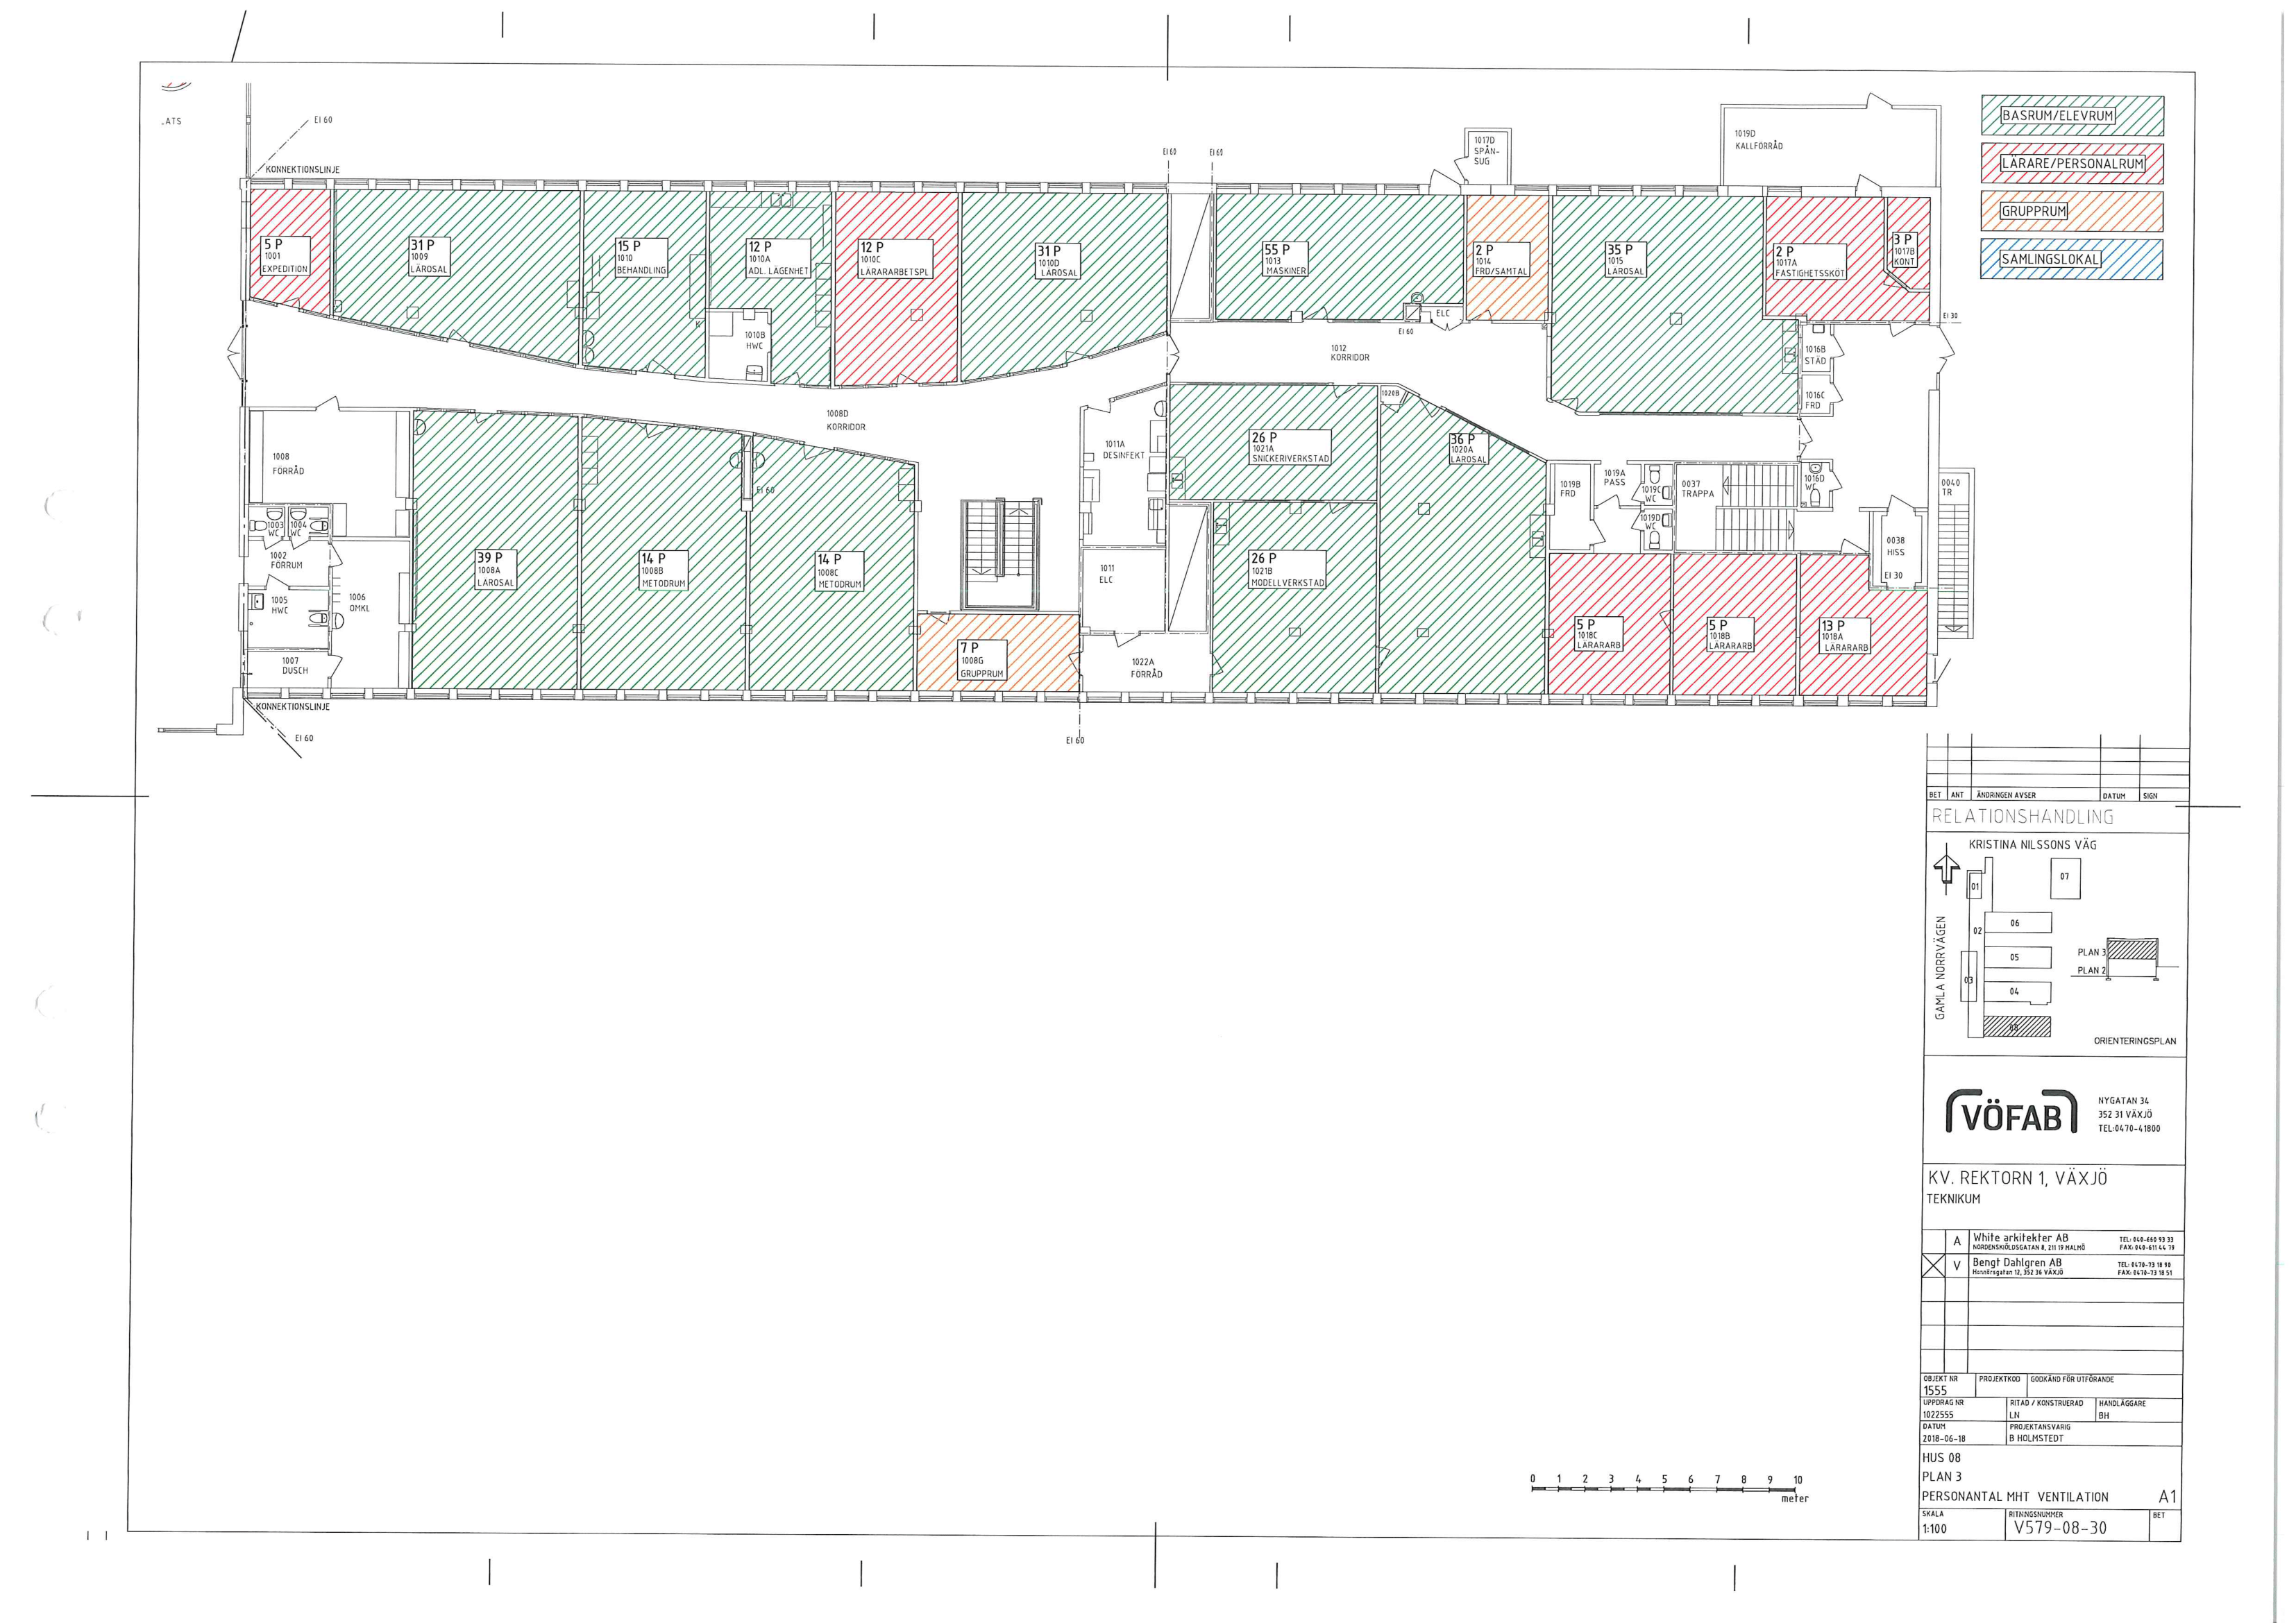 LATS
EI 60
KONNEKTIONSLINJE
EI 60
EI 60
1017D
SPÅN-
SUG
1019D
KALLFÖRRÅD
BASRUM/ELEVRUM
LÄRARE/PERSONALRUM
GRUPPRUM
SAMLINGSLOKAL
5 P
1001
EXPEDITION
31 P
1009
LÄROSAL
15 P
1010
BEHANDLING
12 P
1010A
ADL. LÄGENHET
12 P
1010C
LÄRARARBETSPL
31 P
1010D
LÄROSAL
55 P
1013
MASKINER
2 P
1014
FRD/SAMTAL
35 P
1015
LÄROSAL
2 P
1017A
FASTIGHETSSKÖT
3 P
1017B
KONT
K
1010B
HWC
ELC
EI 60
EI 30
1012
KORRIDOR
1016B
STÄD
1016C
FRD
1020B
1008D
KORRIDOR
1008
FÖRRÅD
1011A
DESINFEKT
26 P
1021A
SNICKERIVERKSTAD
36 P
1020A
LÄROSAL
1019B
FRD
1019A
PASS
1019C
WC
0037
TRAPPA
1016D
WC
0040
TR
EI 60
1003
WC
1004
WC
1019D
WC
1002
FÖRRUM
0038
HISS
EI 30
39 P
1008A
LÄROSAL
14 P
1008B
METODRUM
14 P
1008C
METODRUM
1011
ELC
26 P
1021B
MODELLVERKSTAD
1005
HWC
1006
OMKL
5 P
1018C
LÄRARARB
5 P
1018B
LÄRARARB
13 P
1018A
LÄRARARB
1007
DUSCH
7 P
1008G
GRUPPRUM
1022A
FÖRRÅD
KONNEKTIONSLINJE
EI 60
EI 60
BET ANT ÄNDRINGEN AVSER DATUM SIGN
RELATIONSHANDLING
KRISTINA NILSSONS VÄG
GAMLA NORRVÄGEN
01
07
06
02
05
03
04
08
PLAN 3
PLAN 2
ORIENTERINGSPLAN
VÖFAB
NYGATAN 34
352 31 VÄXJÖ
TEL:0470-41800
KV. REKTORN 1, VÄXJÖ
TEKNIKUM
A White arkitekter AB TEL: 040-660 93 33
NORDENSKIÖLDSGATAN 8, 211 19 MALMÖ FAX: 040-611 44 79
V Bengt Dahlgren AB TEL: 0470-73 18 90
12, 352 36 VÄXJÖ FAX: 0470-73 18 51
OBJEKT NR PROJEKTKOD GODKÄND FÖR UTFÖRANDE
1555
UPPDRAG NR RITAD / KONSTRUERAD HANDLÄGGARE
1022555 LN BH
DATUM PROJEKTANSVARIG
2018-06-18 B HOLMSTEDT
HUS 08
PLAN 3
PERSONANTAL MHT VENTILATION A1
SKALA RITNINGSNUMMER BET
1:100 V579-08-30
0 1 2 3 4 5 6 7 8 9 10
meter